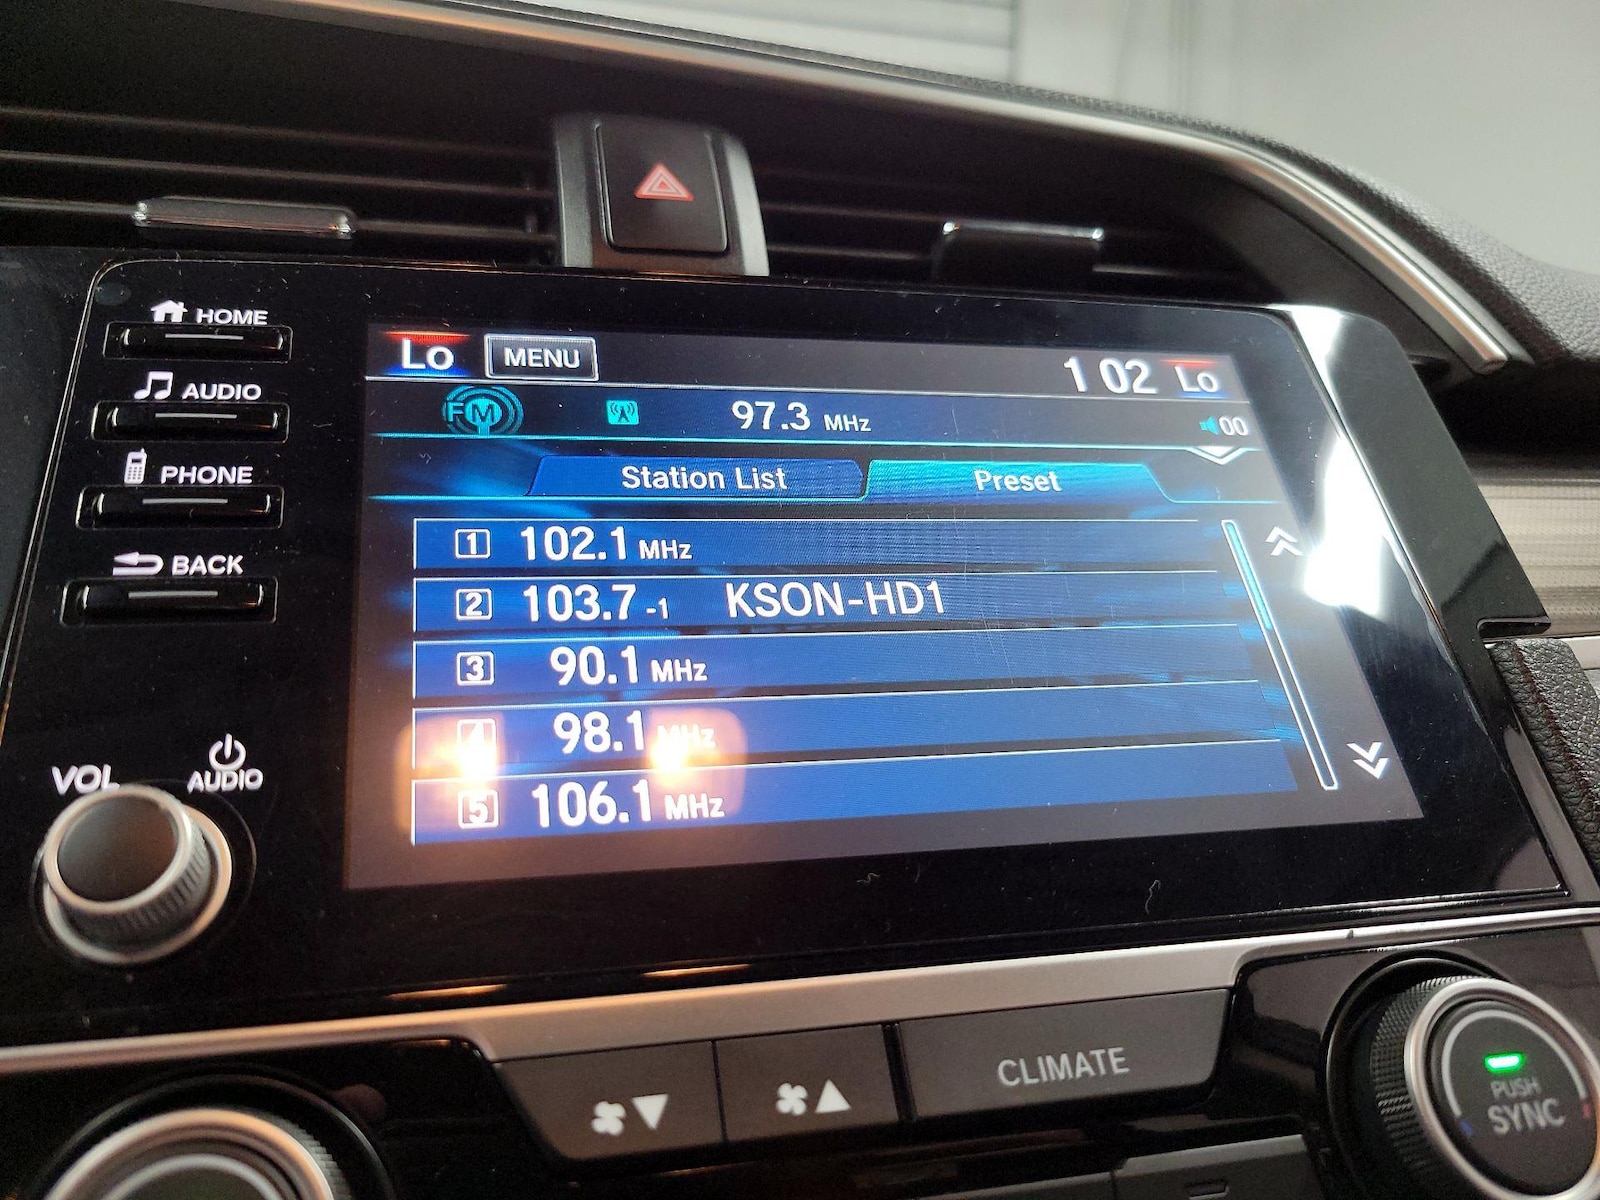 HOME
AUDIO
PHONE
BACK
VOL
AUDIO
Lo MENU 1 02 Lo
FM 97.3 MHz 00
Station List Preset
1 102.1 MHz
2 103.7 -1 KSON-HD1
3 90.1 MHz
4 98.1 MHz
5 106.1 MHz
CLIMATE
PUSH
SYNC